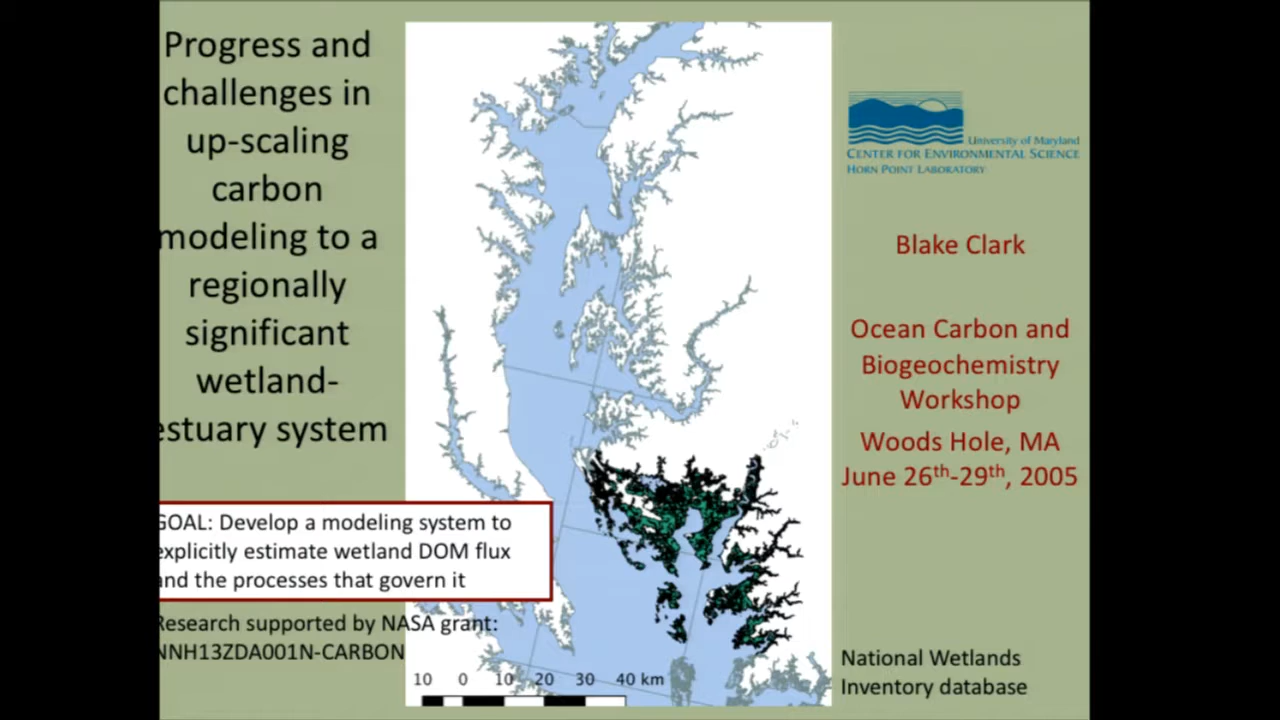 Progress and
challenges in
up-scaling
carbon
modeling to a
regionally
significant
wetland-
estuary system
GOAL: Develop a modeling system to
explicitly estimate wetland DOM flux
and the processes that govern it
Research supported by NASA grant:
NNH13ZDA001N-CARBON
10 0 10 20 30 40 km
University of Maryland
CENTER FOR ENVIRONMENTAL SCIENCE
HORN POINT LABORATORY
Blake Clark
Ocean Carbon and
Biogeochemistry
Workshop
Woods Hole, MA
June 26th-29th, 2005
National Wetlands
Inventory database